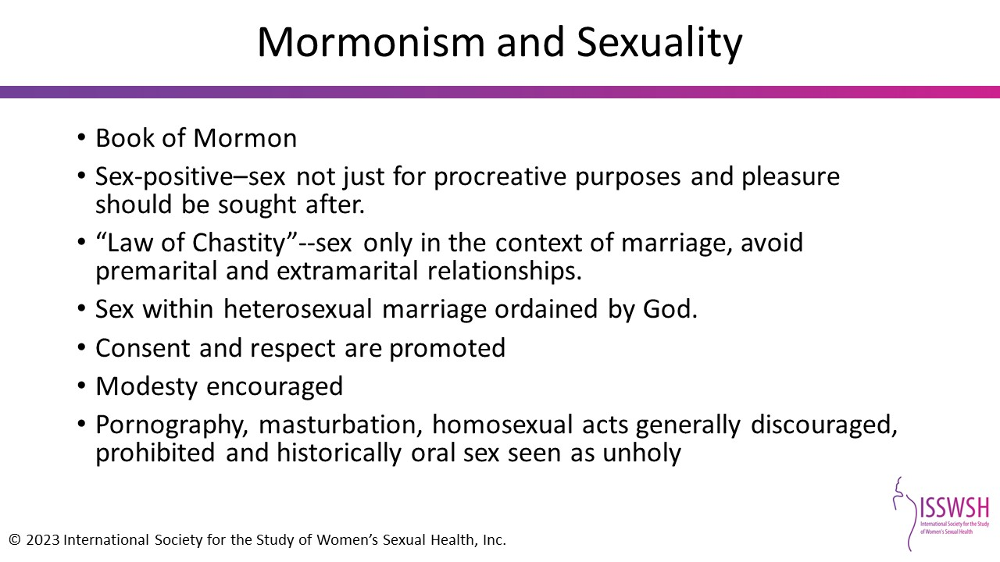 Mormonism and Sexuality
• Book of Mormon
• Sex-positive–sex not just for procreative purposes and pleasure
should be sought after.
• “Law of Chastity”--sex only in the context of marriage, avoid
premarital and extramarital relationships.
• Sex within heterosexual marriage ordained by God.
• Consent and respect are promoted
• Modesty encouraged
• Pornography, masturbation, homosexual acts generally discouraged,
prohibited and historically oral sex seen as unholy
ISSWSH
International Society for the Study
of Women's Sexual Health
© 2023 International Society for the Study of Women’s Sexual Health, Inc.